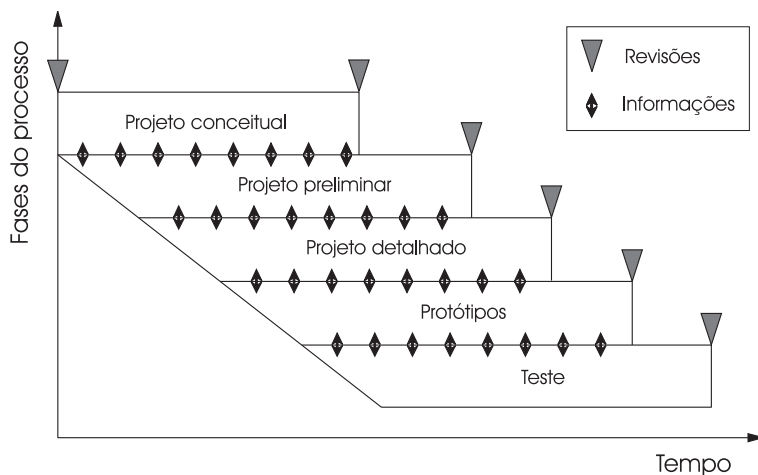 Fases do processo
Revisões
Informações
Projeto conceitual
Projeto preliminar
Projeto detalhado
Protótipos
Teste
Tempo